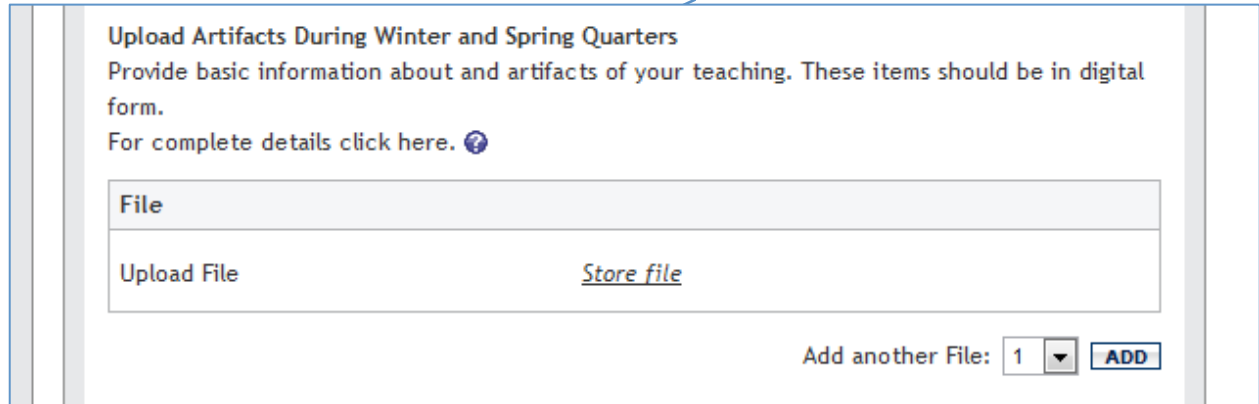 Upload Artifacts During Winter and Spring Quarters
Provide basic information about and artifacts of your teaching. These items should be in digital
form.
For complete details click here. ?
File
Upload File Store file
Add another File: 1 ADD